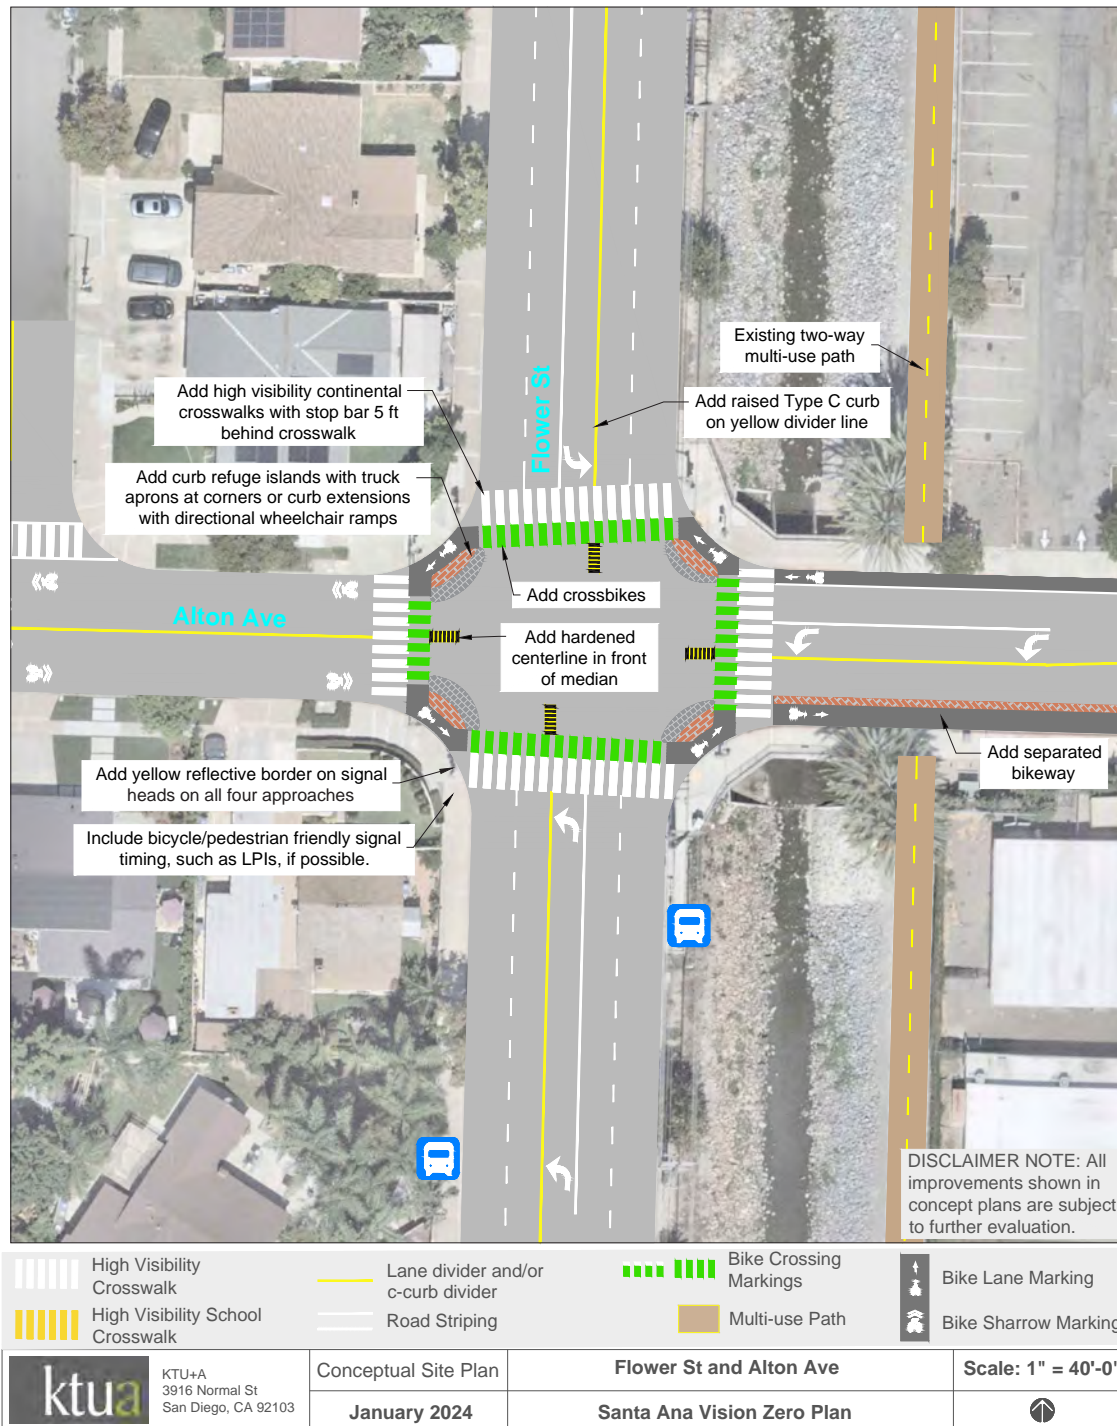 Existing two-way
multi-use path
Flower St
Add high visibility continental
crosswalks with stop bar 5 ft
behind crosswalk
Add raised Type C curb
on yellow divider line
Add curb refuge islands with truck
aprons at corners or curb extensions
with directional wheelchair ramps
Add crossbikes
Alton Ave
Add hardened
centerline in front
of median
Add separated
bikeway
Add yellow reflective border on signal
heads on all four approaches
Include bicycle/pedestrian friendly signal
timing, such as LPIs, if possible.
DISCLAIMER NOTE: All
improvements shown in
concept plans are subject
to further evaluation.
High Visibility
Crosswalk
High Visibility School
Crosswalk
Lane divider and/or
c-curb divider
Road Striping
Bike Crossing
Markings
Multi-use Path
Bike Lane Marking
Bike Sharrow Marking
ktua
KTU+A
3916 Normal St
San Diego, CA 92103
Conceptual Site Plan
January 2024
Flower St and Alton Ave
Santa Ana Vision Zero Plan
Scale: 1" = 40'-0"